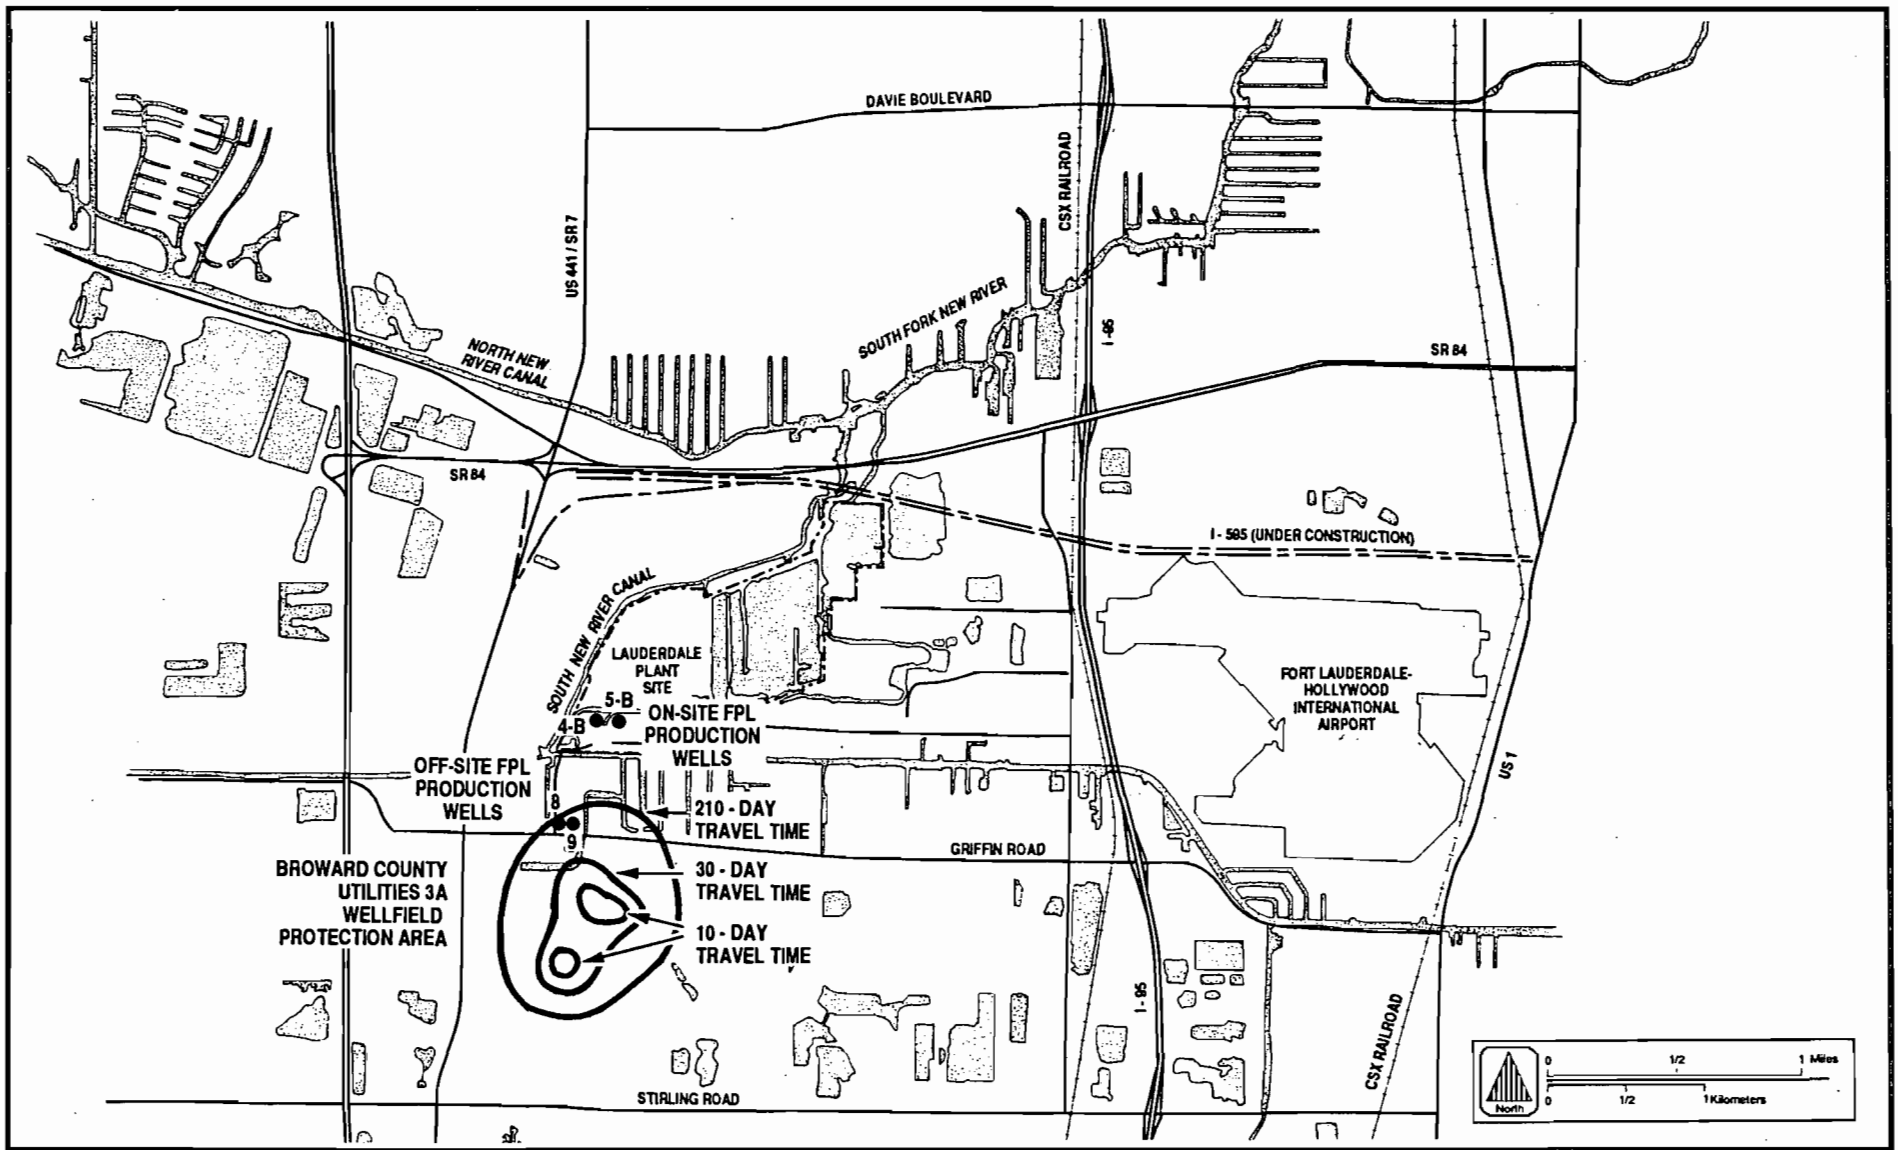 DAVIE BOULEVARD
CSX RAILROAD
US 441 / SR 7
SOUTH FORK NEW RIVER
I-95
NORTH NEW
RIVER CANAL
SR 84
SR 84
I - 595 (UNDER CONSTRUCTION)
SOUTH NEW RIVER CANAL
LAUDERDALE
PLANT
SITE
FORT LAUDERDALE-
HOLLYWOOD
INTERNATIONAL
AIRPORT
5-B
4-B
ON-SITE FPL
PRODUCTION
WELLS
US 1
OFF-SITE FPL
PRODUCTION
WELLS
8
9
210 - DAY
TRAVEL TIME
GRIFFIN ROAD
BROWARD COUNTY
UTILITIES 3A
WELLFIELD
PROTECTION AREA
30 - DAY
TRAVEL TIME
10 - DAY
TRAVEL TIME
I - 95
CSX RAILROAD
STIRLING ROAD
North
0 1/2 1 Miles
0 1/2 1 Kilometers